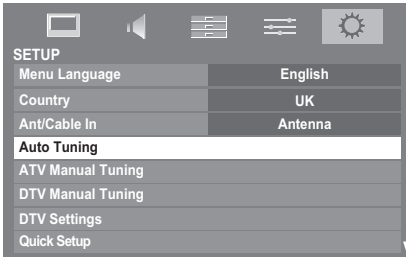 SETUP
Menu Language English
Country UK
Ant/Cable In Antenna
Auto Tuning
ATV Manual Tuning
DTV Manual Tuning
DTV Settings
Quick Setup